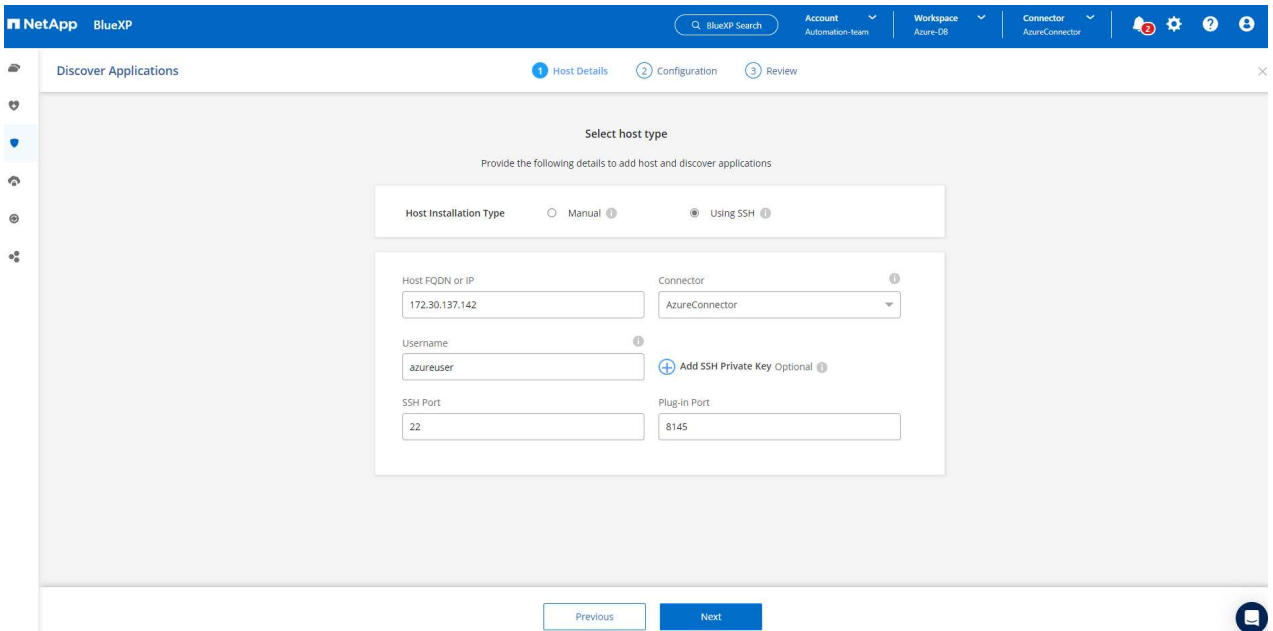 NetApp BlueXP
BlueXP Search
Account
Automation-team
Workspace
Azure-DB
Connector
AzureConnector
2
Discover Applications
1 Host Details
2 Configuration
3 Review
Select host type
Provide the following details to add host and discover applications
Host Installation Type
Manual
Using SSH
Host FQDN or IP
Connector
172.30.137.142
AzureConnector
Username
azureuser
Add SSH Private Key Optional
SSH Port
Plug-in Port
22
8145
Previous
Next